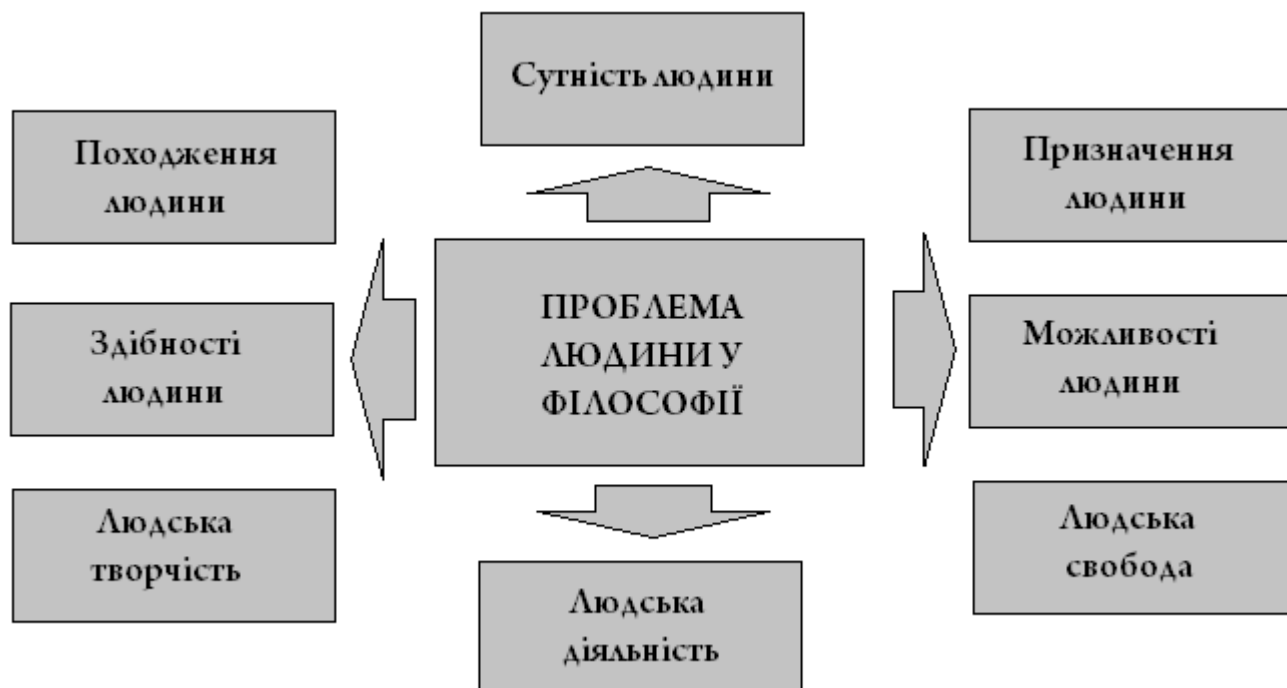 Сутність людини
Походження
людини
Призначення
людини
ПРОБЛЕМА
ЛЮДИНИ У
ФІЛОСОФІЇ
Здібності
людини
Можливості
людини
Людська
творчість
Людська
свобода
Людська
діяльність